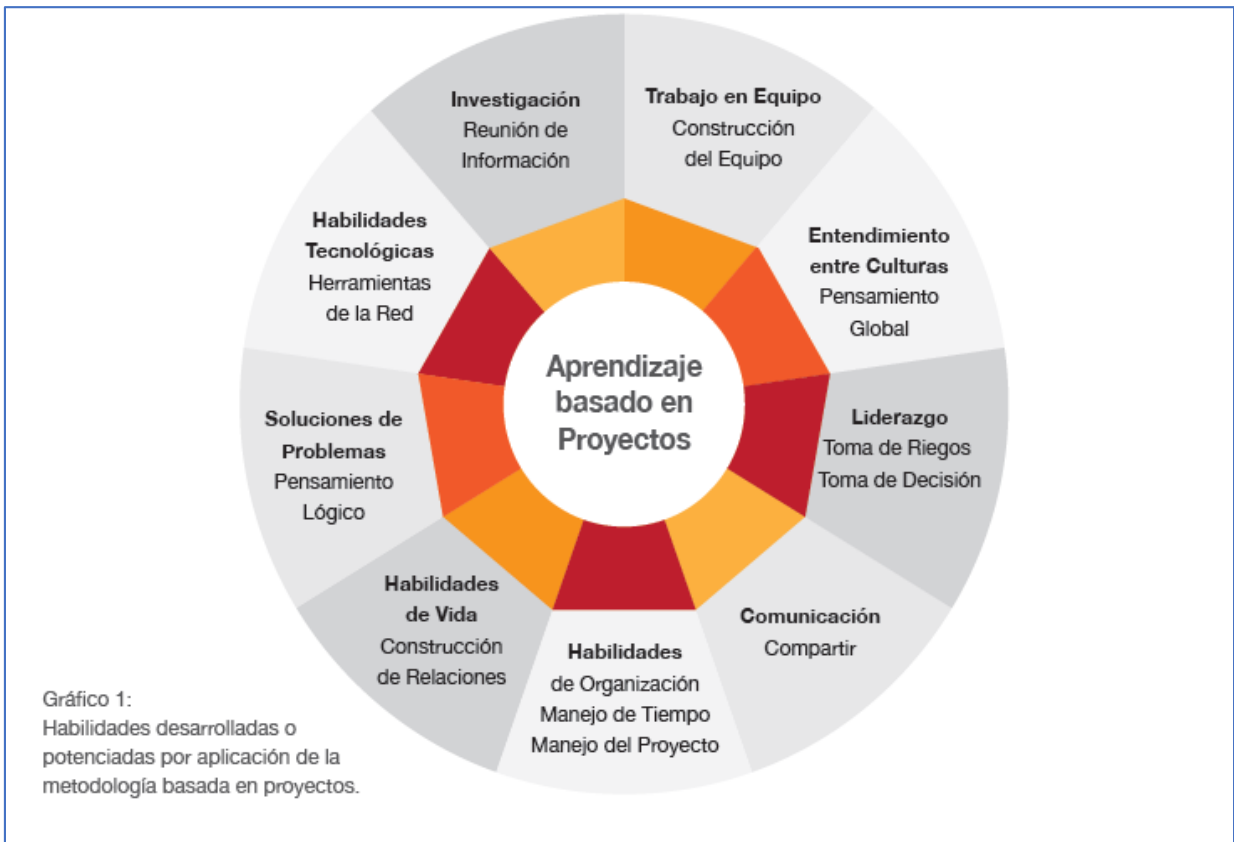 Investigación
Reunión de
Información
Trabajo en Equipo
Construcción
del Equipo
Entendimiento
entre Culturas
Pensamiento
Global
Liderazgo
Toma de Riegos
Toma de Decisión
Comunicación
Compartir
Habilidades
de Organización
Manejo de Tiempo
Manejo del Proyecto
Habilidades
de Vida
Construcción
de Relaciones
Soluciones de
Problemas
Pensamiento
Lógico
Habilidades
Tecnológicas
Herramientas
de la Red
Aprendizaje
basado en
Proyectos
Gráfico 1:
Habilidades desarrolladas o
potenciadas por aplicación de la
metodología basada en proyectos.